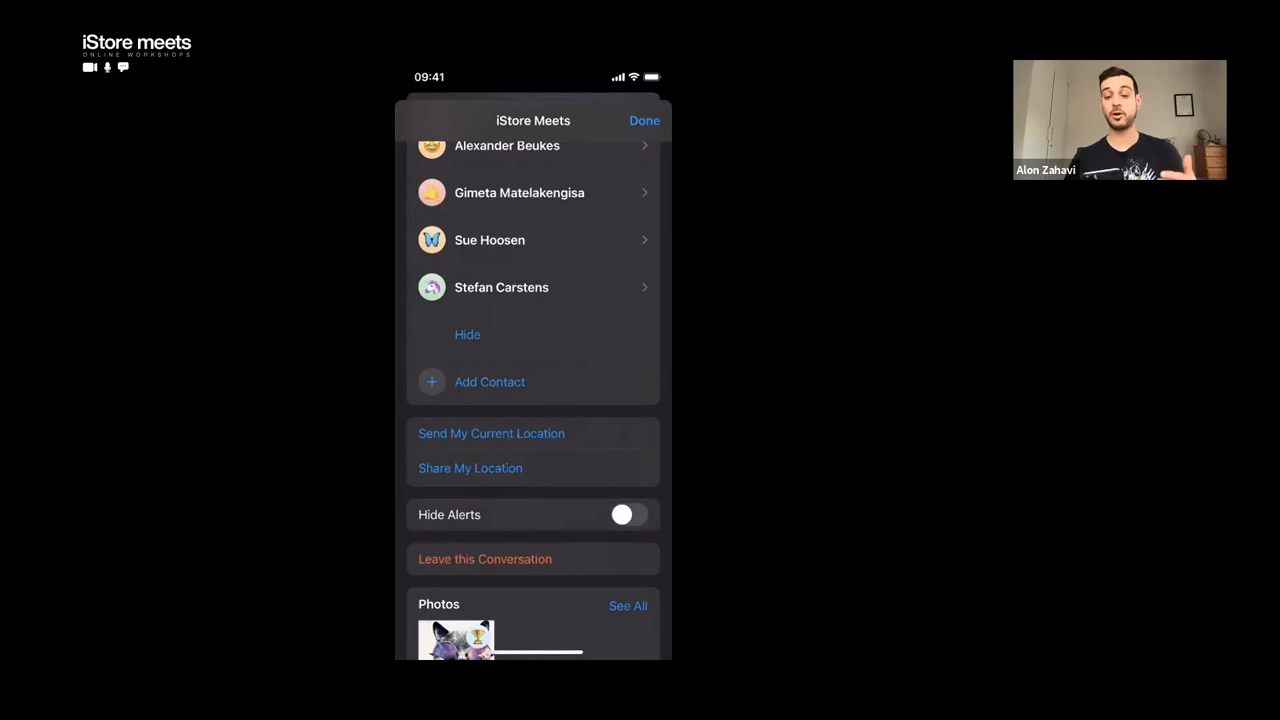 iStore meets
ONLINE WORKSHOPS
09:41
iStore Meets
Done
Alexander Beukes
Gimeta Matelakengisa
Sue Hoosen
Stefan Carstens
Hide
Add Contact
Send My Current Location
Share My Location
Hide Alerts
Leave this Conversation
Photos
See All
Alon Zahavi